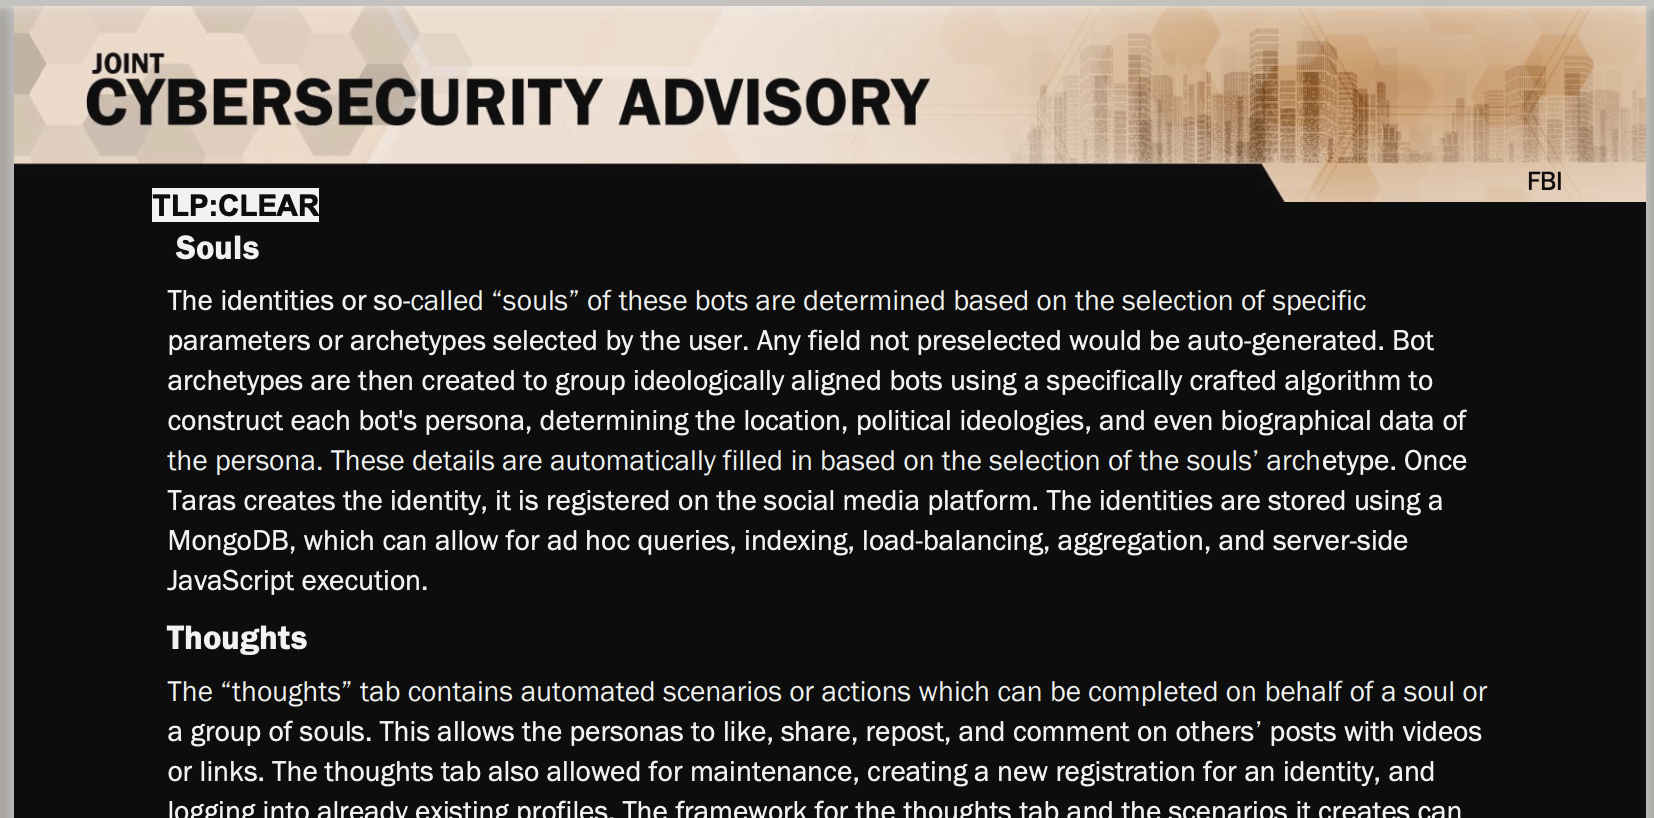 JOINT
CYBERSECURITY ADVISORY
FBI
TLP:CLEAR
Souls
The identities or so-called “souls” of these bots are determined based on the selection of specific
parameters or archetypes selected by the user. Any field not preselected would be auto-generated. Bot
archetypes are then created to group ideologically aligned bots using a specifically crafted algorithm to
construct each bot's persona, determining the location, political ideologies, and even biographical data of
the persona. These details are automatically filled in based on the selection of the souls’ archetype. Once
Taras creates the identity, it is registered on the social media platform. The identities are stored using a
MongoDB, which can allow for ad hoc queries, indexing, load-balancing, aggregation, and server-side
JavaScript execution.
Thoughts
The “thoughts” tab contains automated scenarios or actions which can be completed on behalf of a soul or
a group of souls. This allows the personas to like, share, repost, and comment on others’ posts with videos
or links. The thoughts tab also allowed for maintenance, creating a new registration for an identity, and
logging into already existing profiles. The framework for the thoughts tab and the scenarios it creates can